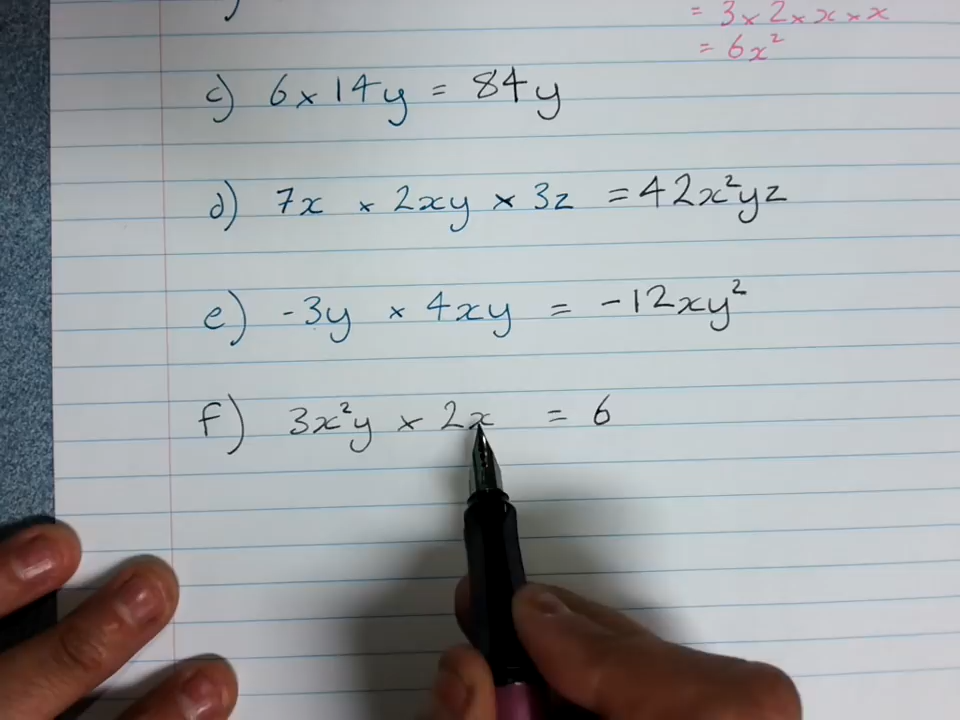 = 3 × 2 × x × x
= 6x²
c) 6 × 14y = 84y
d) 7x × 2xy × 3z = 42x²yz
e) -3y × 4xy = -12xy²
f) 3x²y × 2x = 6